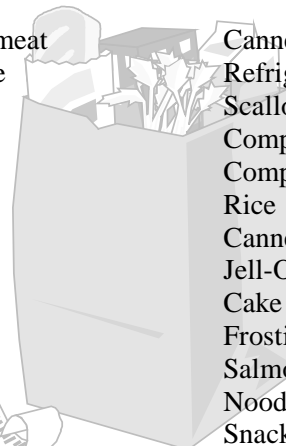 meat
e
Canne
Refrig
Scallo
Comp
Comp
Rice
Canne
Jell-O
Cake
Frosti
Salmo
Nood
Snack